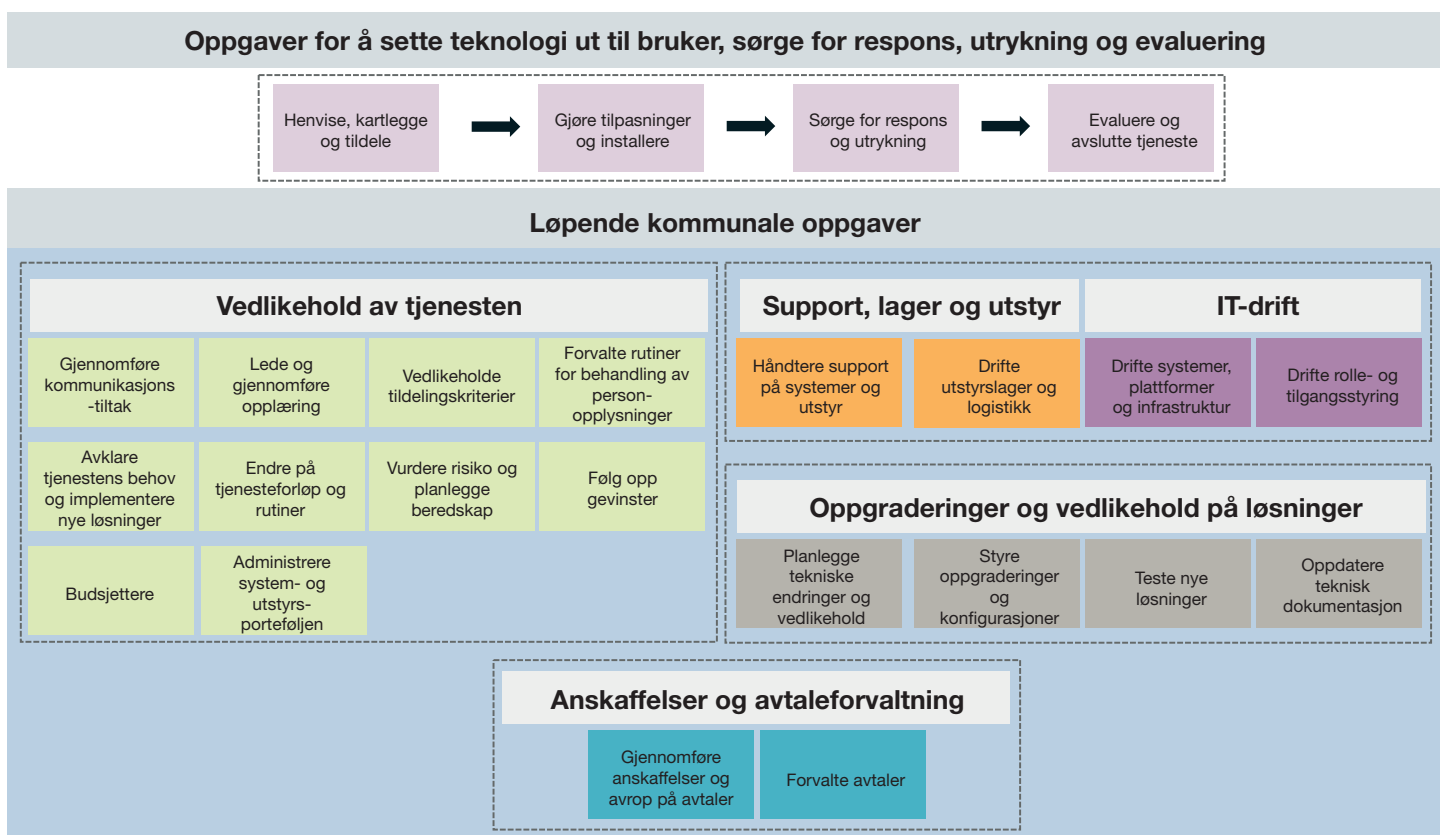 Oppgaver for å sette teknologi ut til bruker, sørge for respons, utrykning og evaluering
Henvise, kartlegge
og tildele
Gjøre tilpasninger
og installere
Sørge for respons
og utrykning
Evaluere og
avslutte tjeneste
Løpende kommunale oppgaver
Vedlikehold av tjenesten
Gjennomføre
kommunikasjons
-tiltak
Lede og
gjennomføre
opplæring
Vedlikeholde
tildelingskriterier
Forvalte rutiner
for behandling av
person-
opplysninger
Avklare
tjenestens behov
og implementere
nye løsninger
Endre på
tjenesteforløp og
rutiner
Vurdere risiko og
planlegge
beredskap
Følg opp
gevinster
Budsjettere
Administrere
system- og
utstyrs-
porteføljen
Support, lager og utstyr
IT-drift
Håndtere support
på systemer og
utstyr
Drifte
utstyrslager og
logistikk
Drifte systemer,
plattformer
og infrastruktur
Drifte rolle- og
tilgangsstyring
Oppgraderinger og vedlikehold på løsninger
Planlegge
tekniske
endringer og
vedlikehold
Styre
oppgraderinger
og
konfigurasjoner
Teste nye
løsninger
Oppdatere
teknisk
dokumentasjon
Anskaffelser og avtaleforvaltning
Gjennomføre
anskaffelser og
avrop på avtaler
Forvalte avtaler